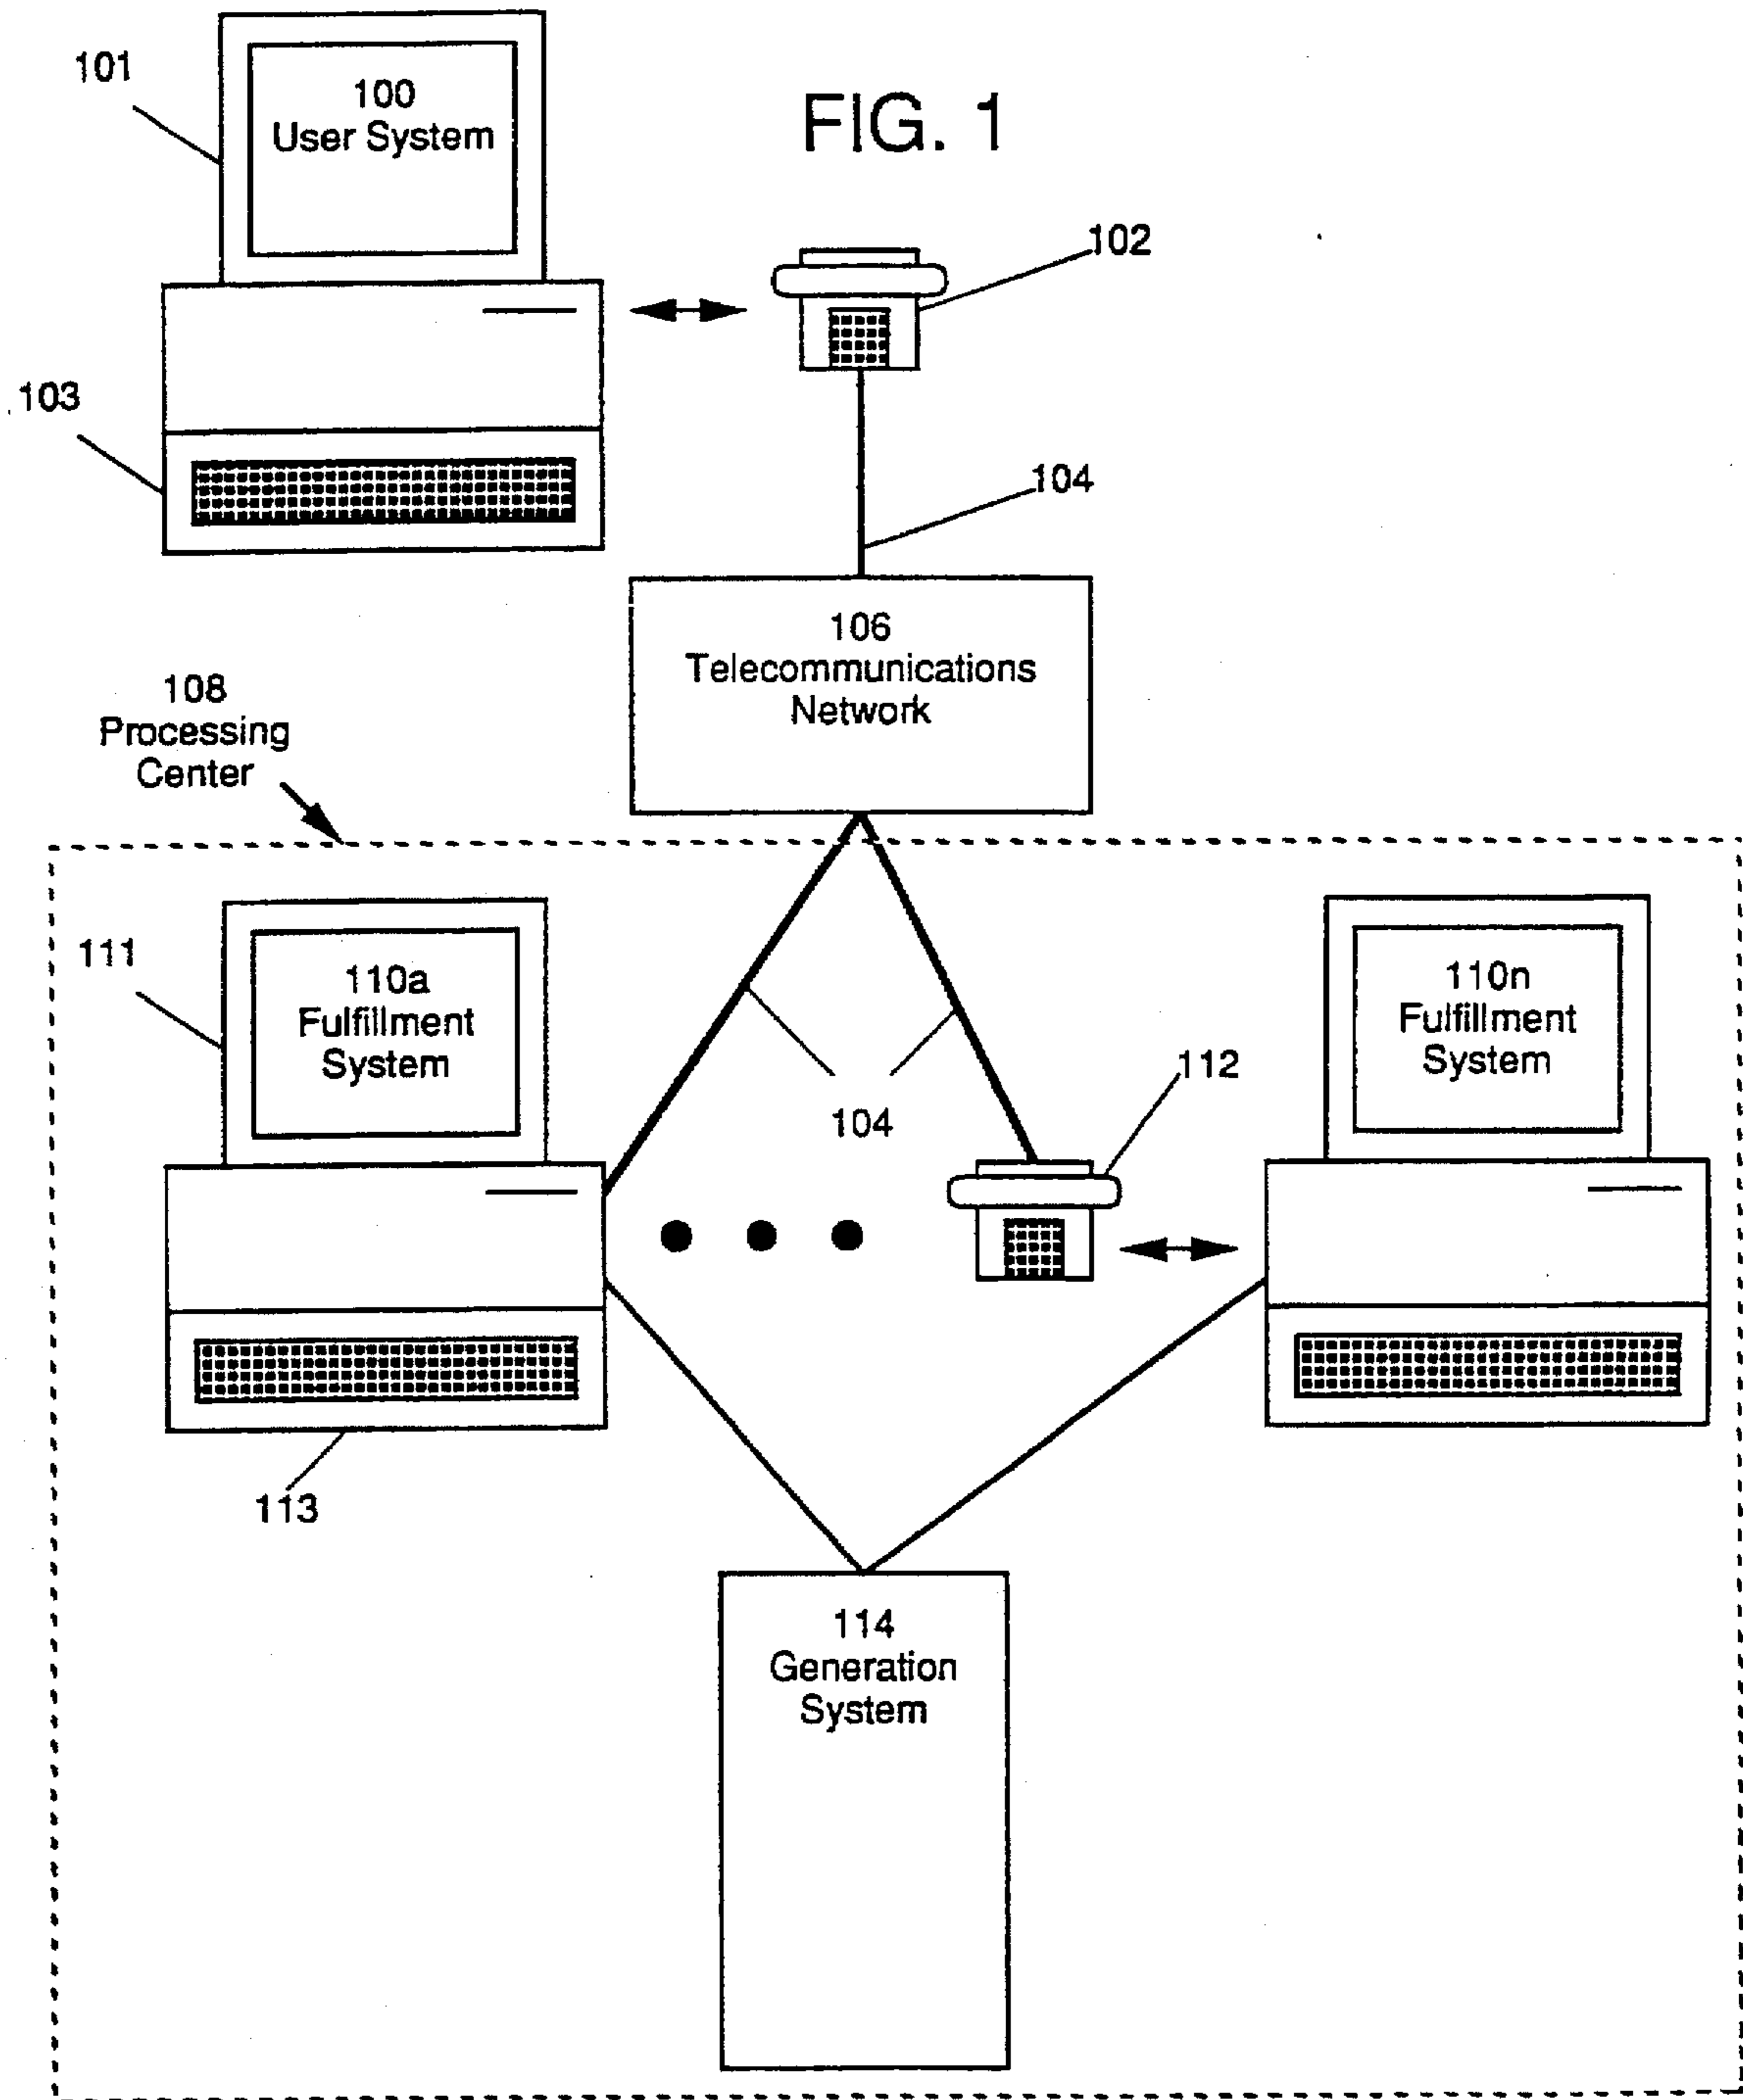 FIG. 1
101
100
User System
102
103
104
106
Telecommunications
Network
108
Processing
Center
111
110a
Fulfillment
System
110n
Fulfillment
System
112
104
113
114
Generation
System